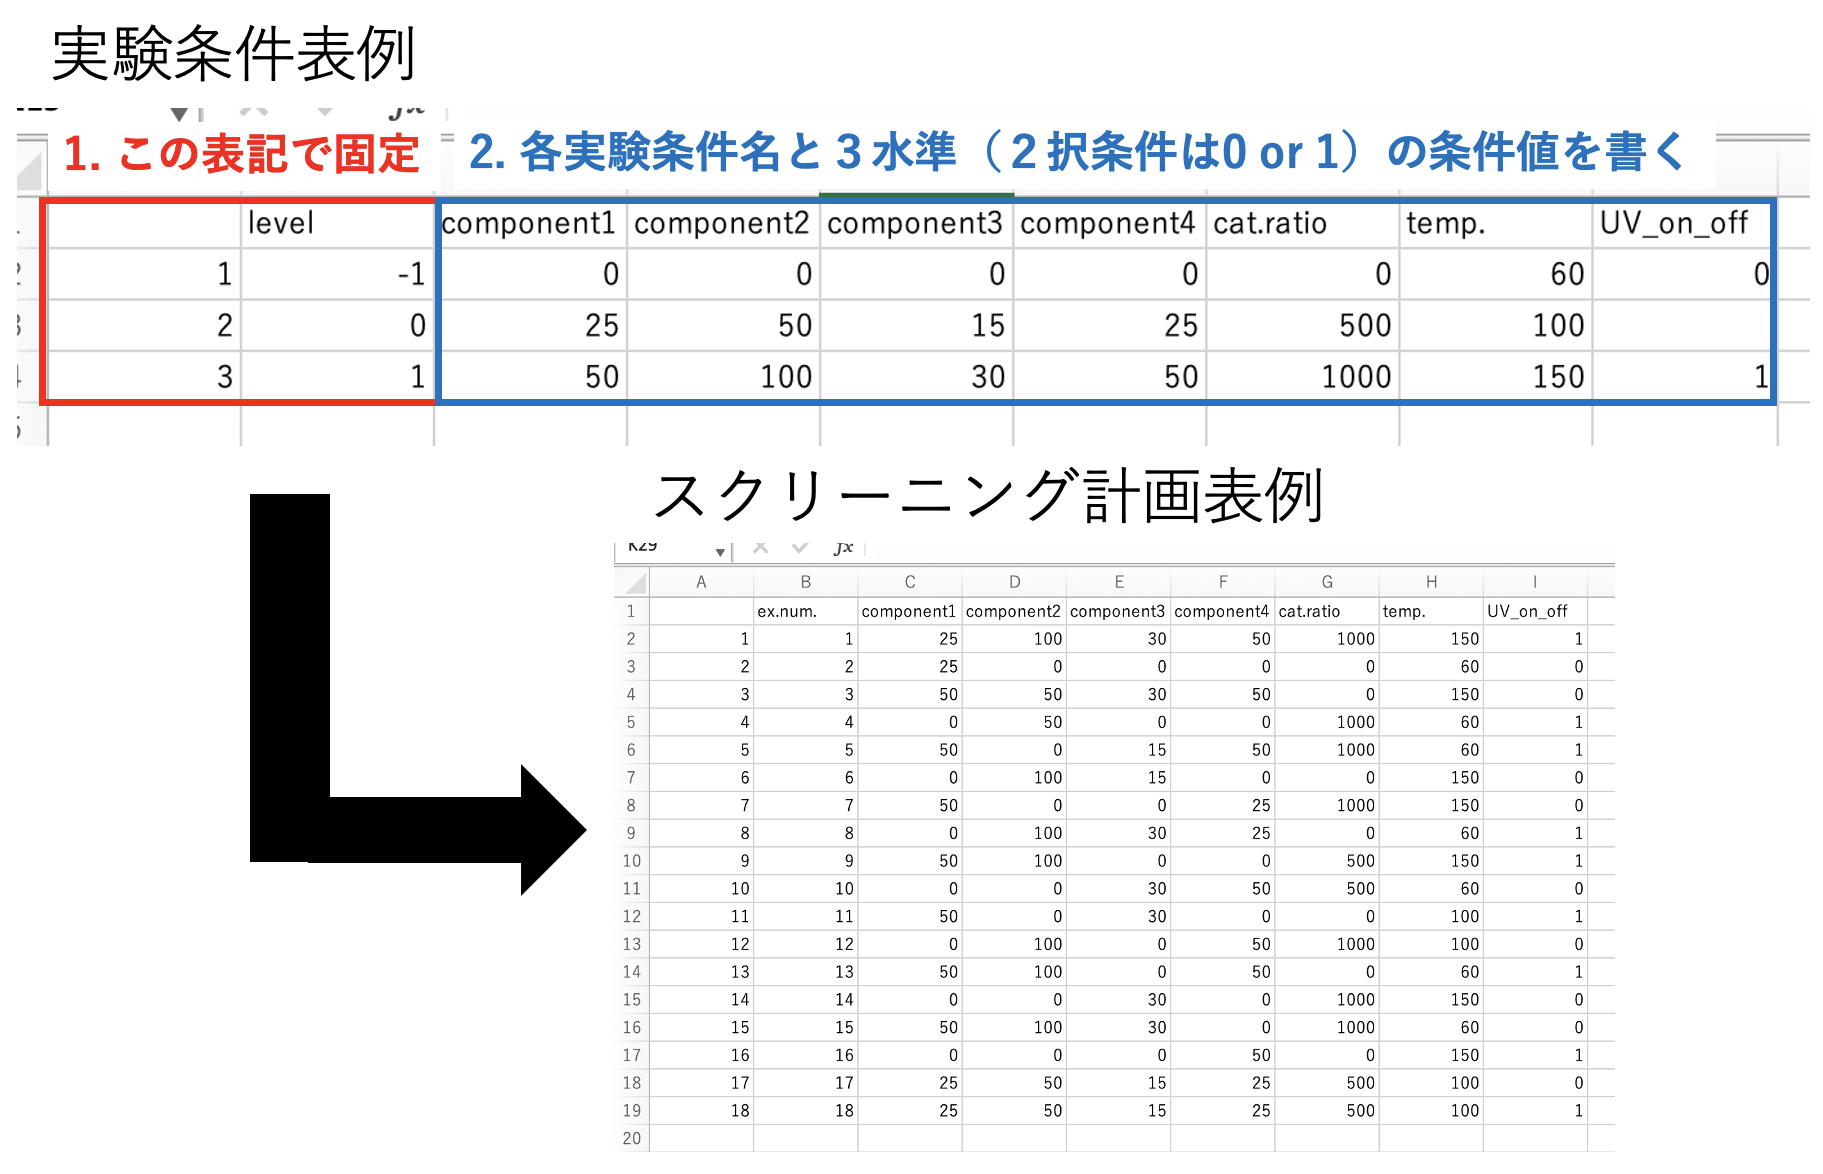 実験条件表例
1. この表記で固定 2. 各実験条件名と３水準（２択条件は0 or 1）の条件値を書く
level component1 component2 component3 component4 cat.ratio temp. UV_on_off
1 -1 0 0 0 0 0 60 0
2 0 25 50 15 25 500 100
3 1 50 100 30 50 1000 150 1
スクリーニング計画表例
K29 fx
A B C D E F G H I
1 ex.num. component1 component2 component3 component4 cat.ratio temp. UV_on_off
2 1 1 25 100 30 50 1000 150 1
3 2 2 25 0 0 0 0 60 0
4 3 3 50 50 30 50 0 150 0
5 4 4 0 50 0 0 1000 60 1
6 5 5 50 0 15 50 1000 60 1
7 6 6 0 100 15 0 0 150 0
8 7 7 50 0 0 25 1000 150 0
9 8 8 0 100 30 25 0 60 1
10 9 9 50 100 0 0 500 150 1
11 10 10 0 0 30 50 500 60 0
12 11 11 50 0 30 0 0 100 1
13 12 12 0 100 0 50 1000 100 0
14 13 13 50 100 0 50 0 60 1
15 14 14 0 0 30 0 1000 150 0
16 15 15 50 100 30 0 1000 60 0
17 16 16 0 0 0 50 0 150 1
18 17 17 25 50 15 25 500 100 0
19 18 18 25 50 15 25 500 100 1
20